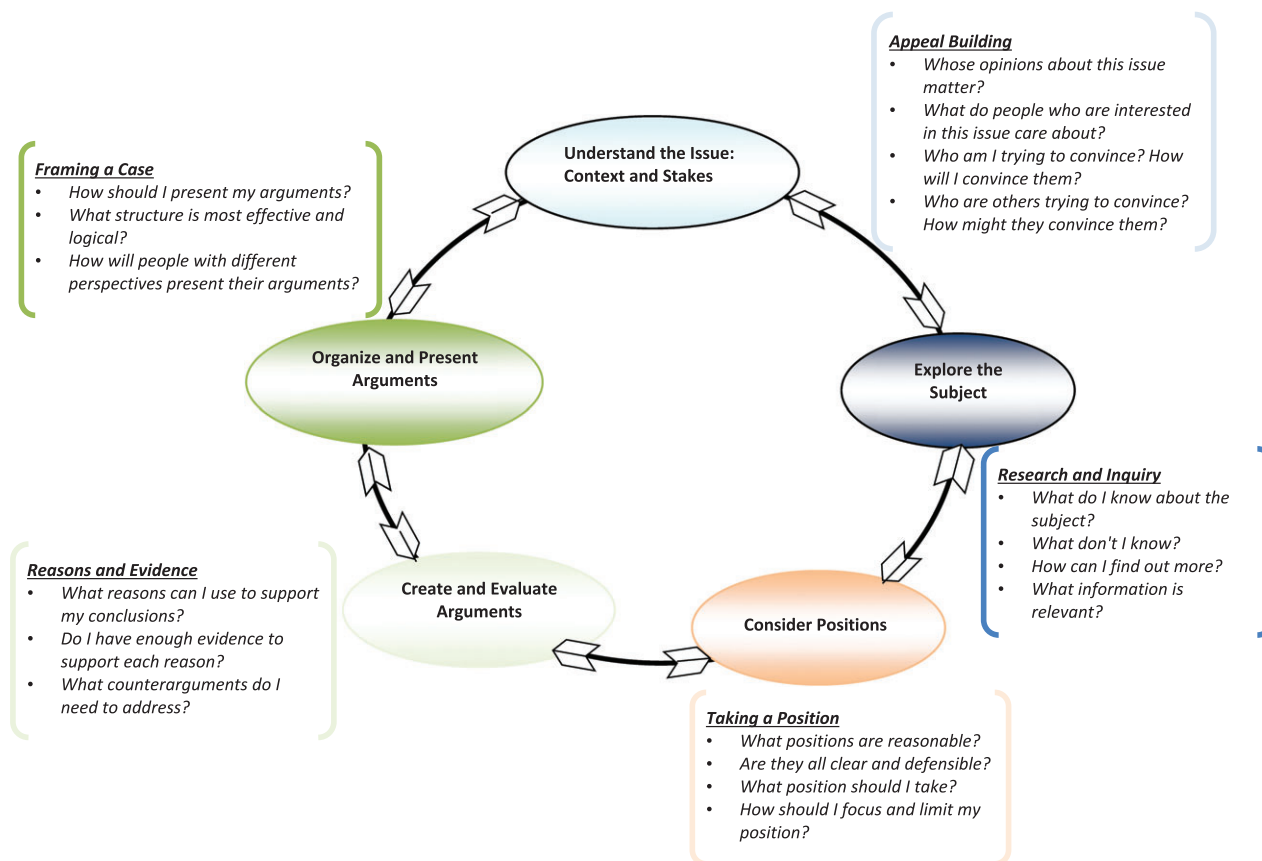 Appeal Building
• Whose opinions about this issue
matter?
• What do people who are interested
in this issue care about?
• Who am I trying to convince? How
will I convince them?
• Who are others trying to convince?
How might they convince them?
Understand the Issue:
Context and Stakes
Framing a Case
• How should I present my arguments?
• What structure is most effective and
logical?
• How will people with different
perspectives present their arguments?
Organize and Present
Arguments
Explore the
Subject
Research and Inquiry
• What do I know about the
subject?
• What don't I know?
• How can I find out more?
• What information is
relevant?
Reasons and Evidence
• What reasons can I use to support
my conclusions?
• Do I have enough evidence to
support each reason?
• What counterarguments do I
need to address?
Create and Evaluate
Arguments
Consider Positions
Taking a Position
• What positions are reasonable?
• Are they all clear and defensible?
• What position should I take?
• How should I focus and limit my
position?